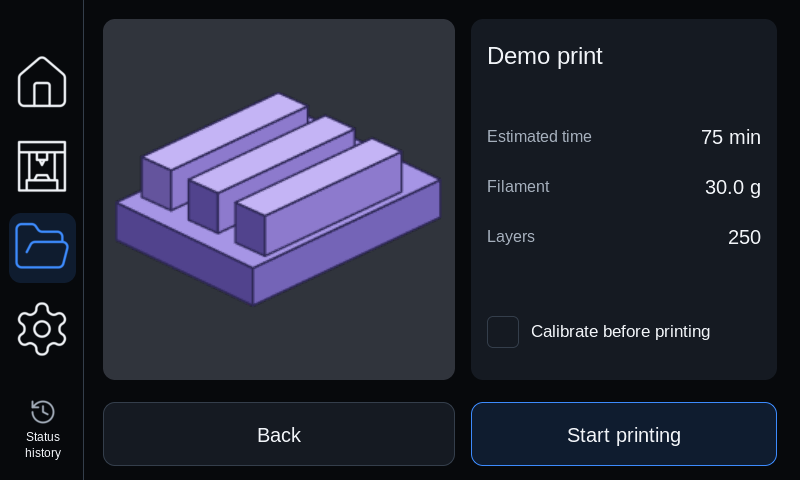 Demo print
Estimated time 75 min
Filament 30.0 g
Layers 250
Calibrate before printing
Status
history
Back
Start printing